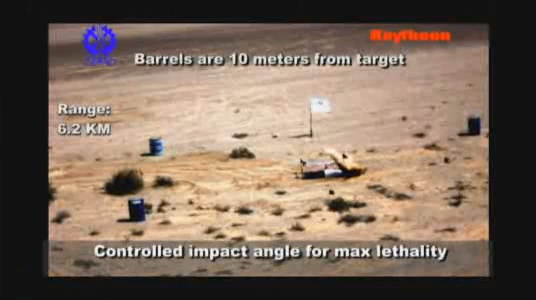 Raytheon
Barrels are 10 meters from target
Range:
6.2 KM
Controlled impact angle for max lethality